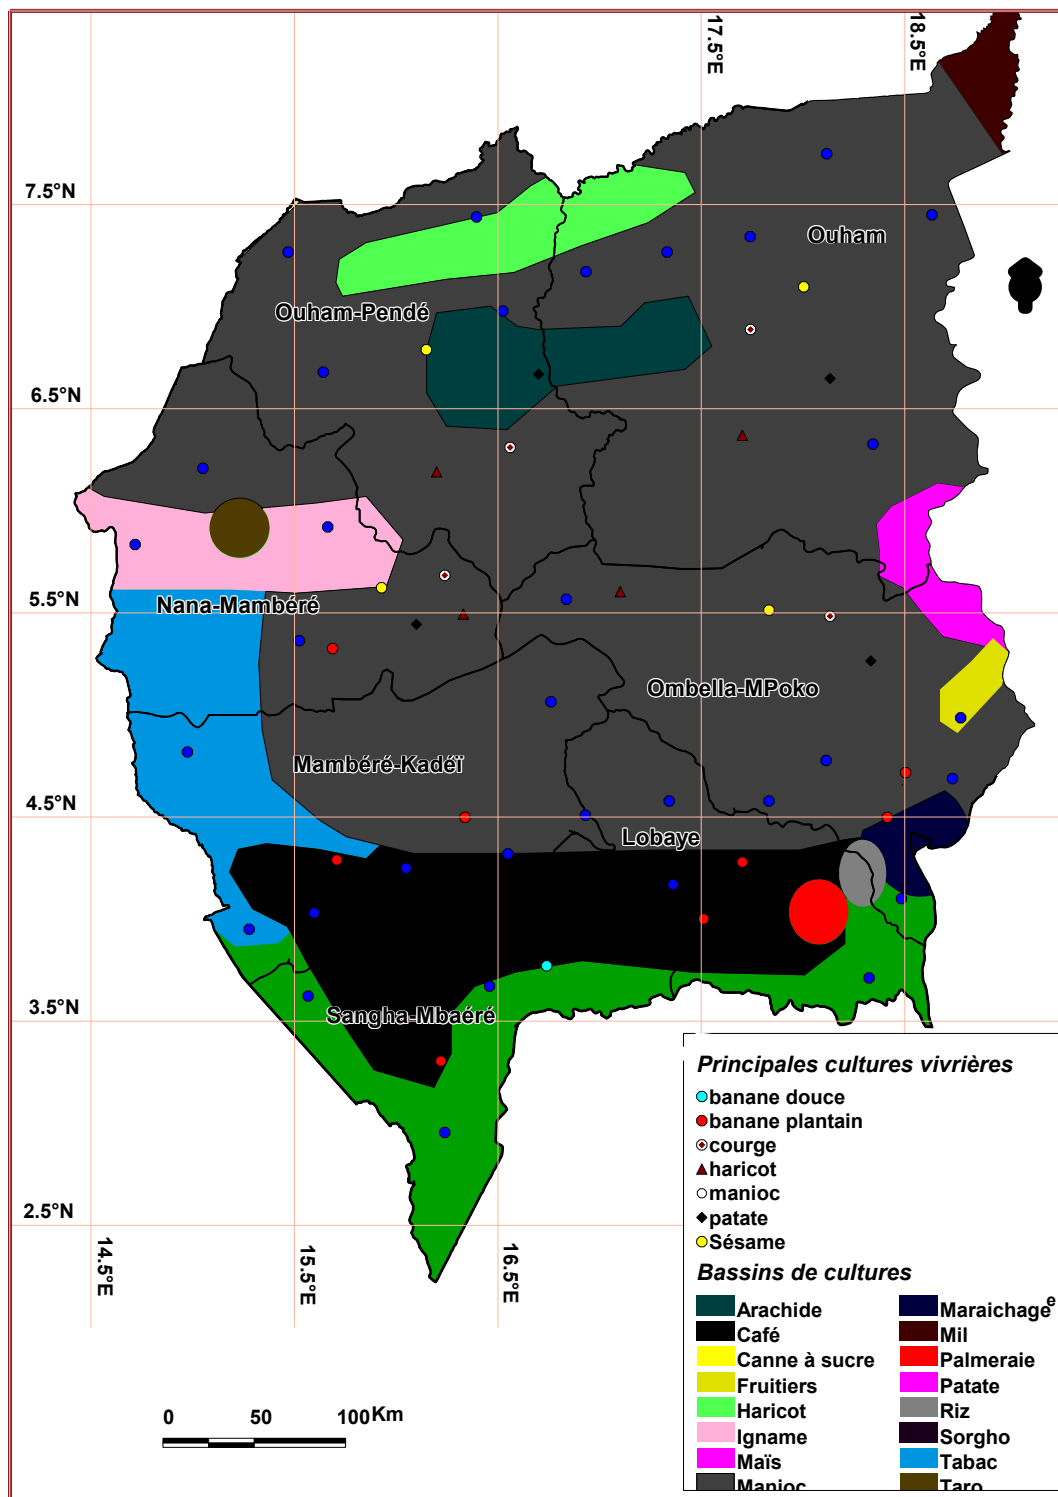 17.5°E
18.5°E
7.5°N
Ouham
Ouham-Pendé
6.5°N
5.5°N
Nana-Mambéré
Ombella-MPoko
Mambéré-Kadéï
4.5°N
Lobaye
3.5°N
Sangha-Mbaéré
Principales cultures vivrières
banane douce
banane plantain
courge
haricot
manioc
2.5°N
patate
Sésame
14.5°E
15.5°E
16.5°E
Bassins de cultures
Arachide
Café
Canne à sucre
Fruitiers
Haricot
Igname
Maïs
Manioc
Maraichage e
Mil
Palmeraie
Patate
Riz
Sorgho
Tabac
Taro
0 50 100 Km